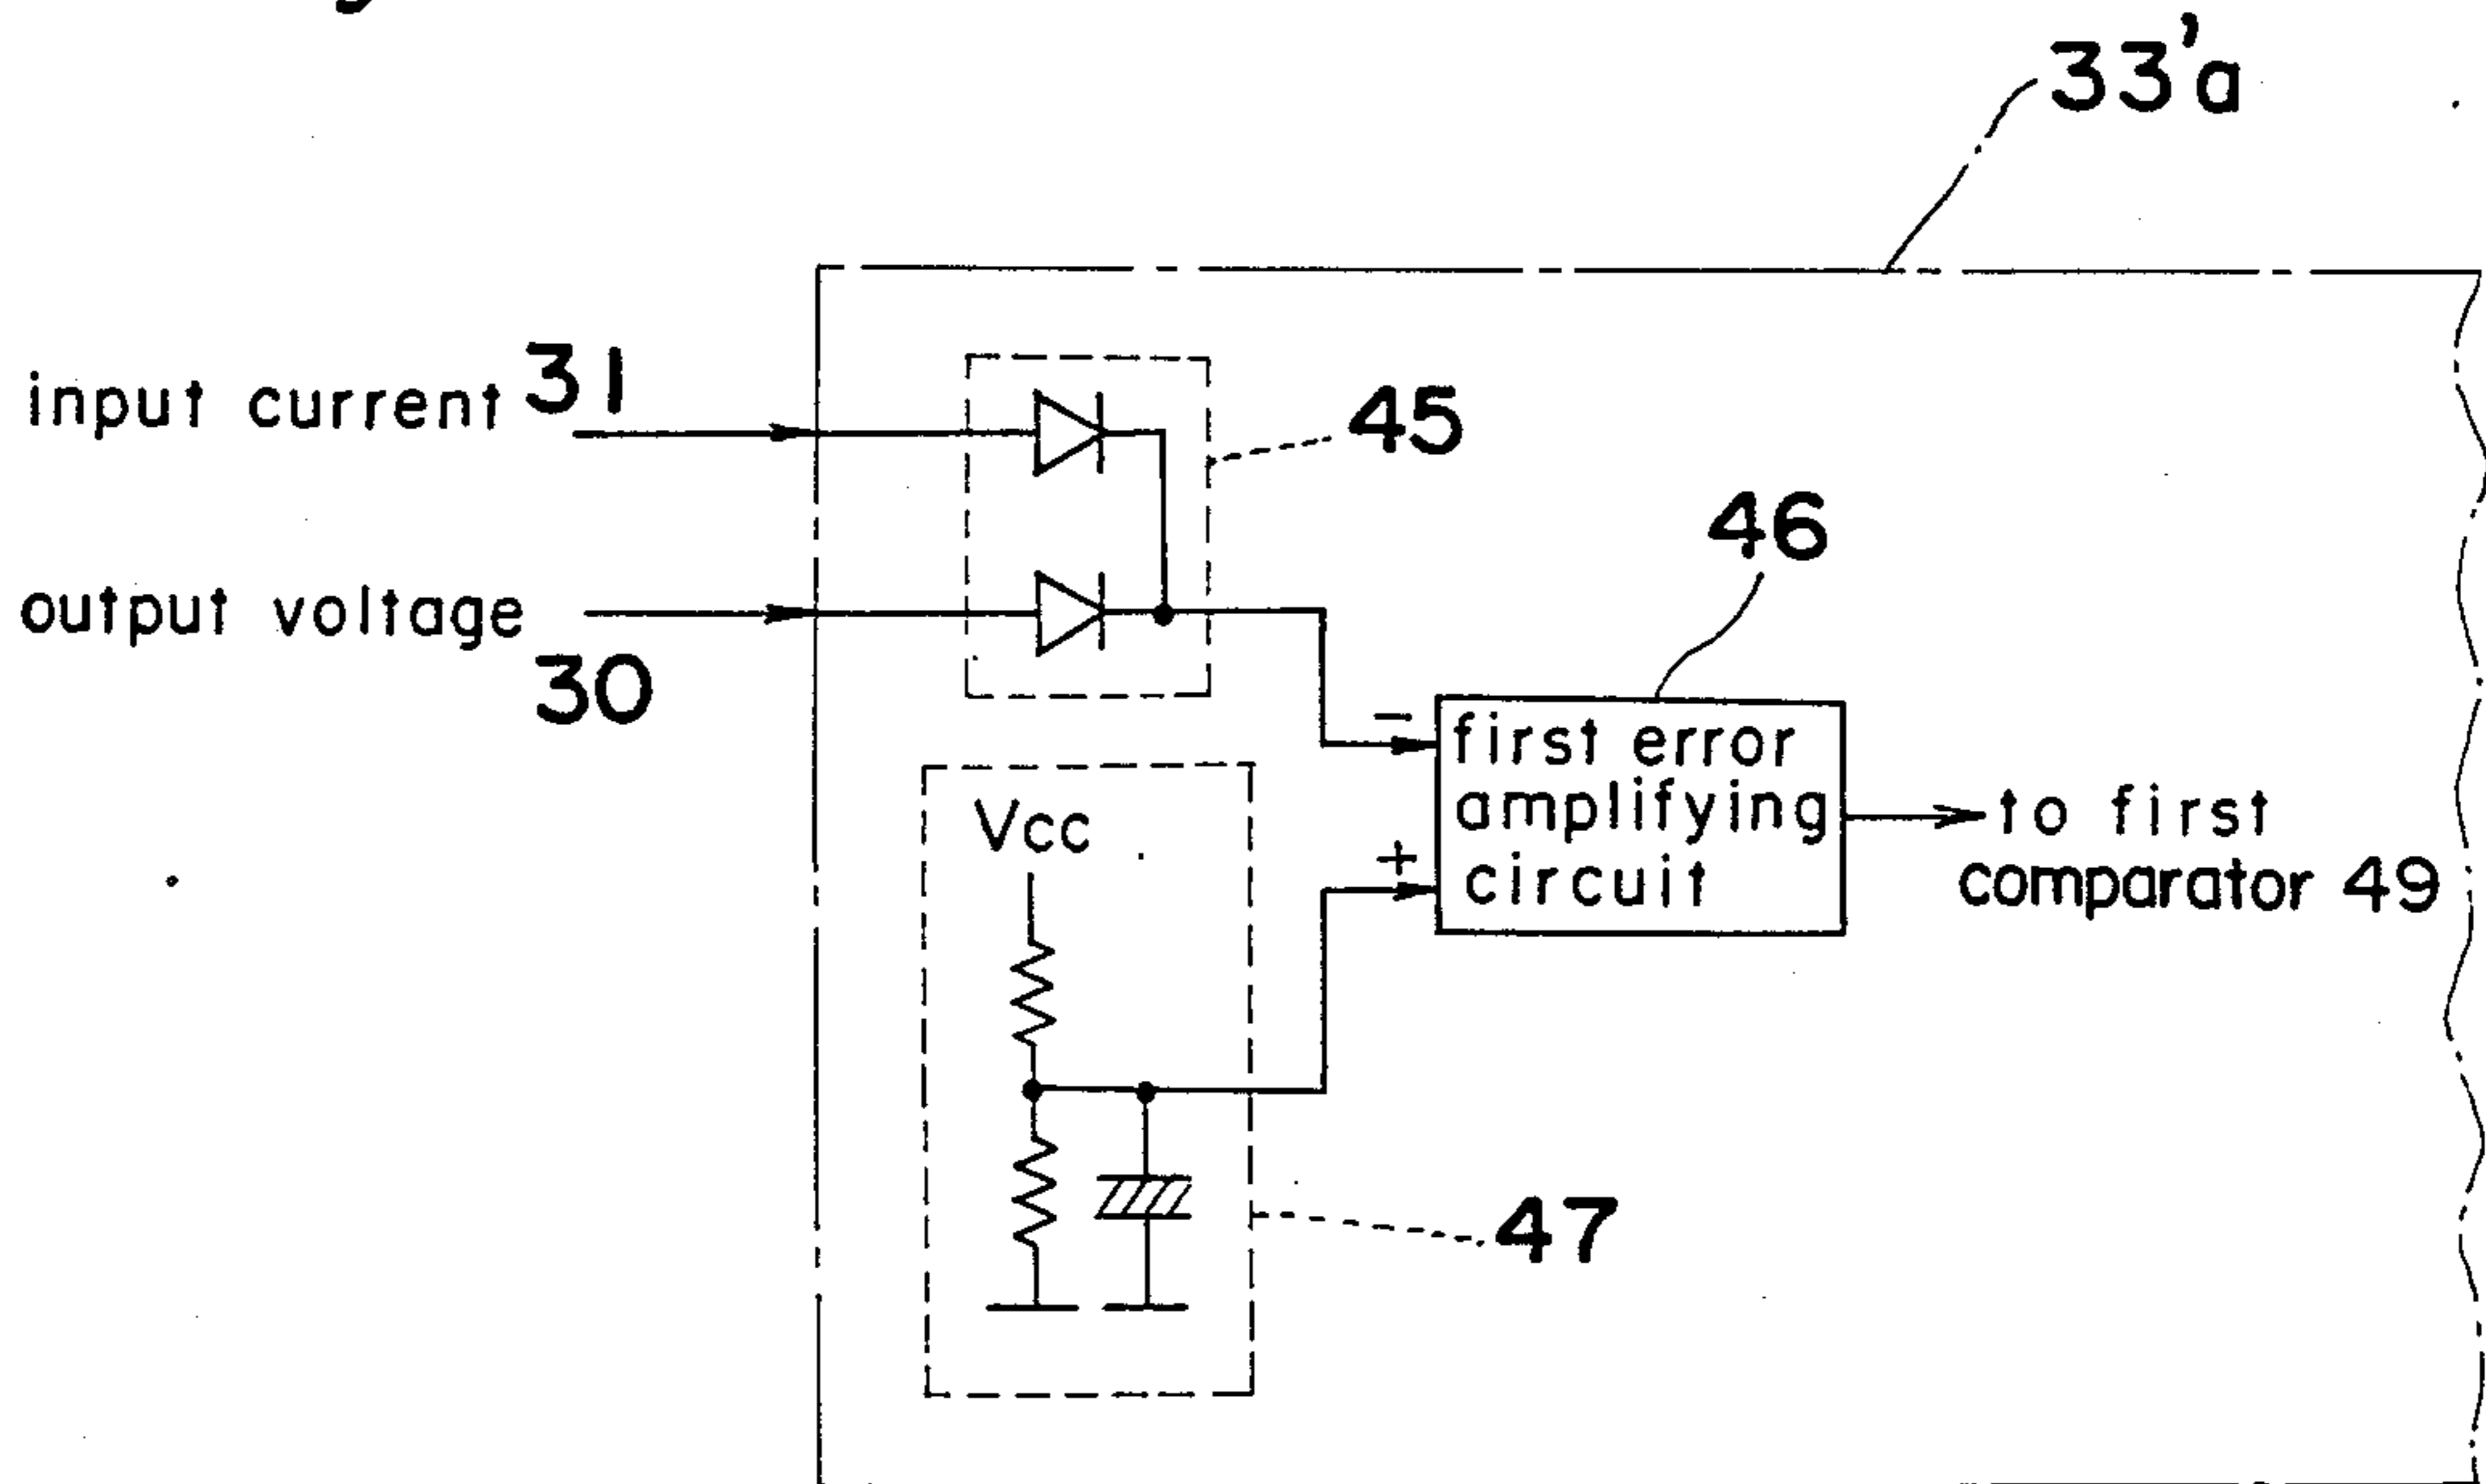 33'a
input current 31
45
output voltage
30
46
-
first error
amplifying
circuit
+
to first
comparator 49
Vcc
47